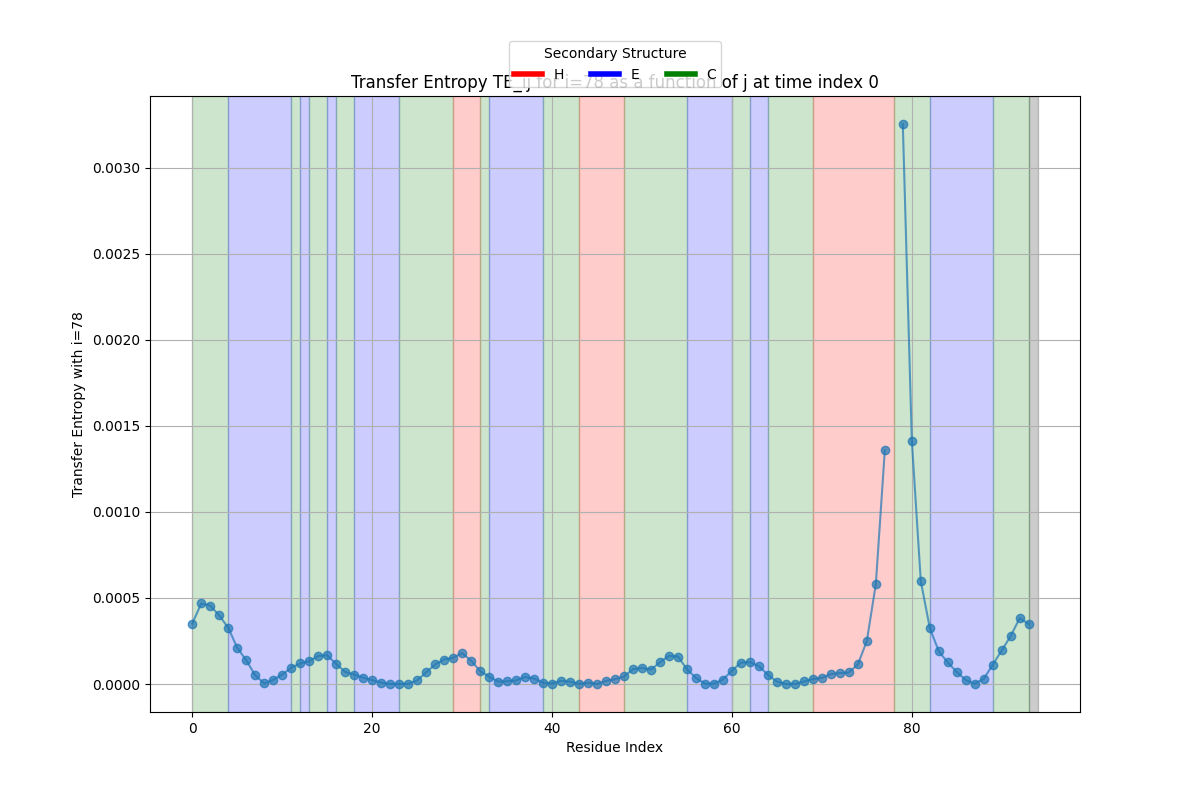 Secondary Structure
H E C
Transfer Entropy TE_ij for i=78 as a function of j at time index 0
Transfer Entropy with i=78
0.0030
0.0025
0.0020
0.0015
0.0010
0.0005
0.0000
0 20 40 60 80
Residue Index